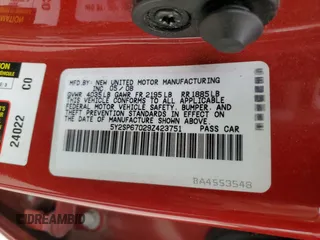 MFD.BY- NEW UNITED MOTOR MANUFACTURING
INC. 05/08
GVWR 4035LB GAWR FR 2195LB RR 1885LB
THIS VEHICLE CONFORMS TO ALL APPLICABLE
FEDERAL MOTOR VEHICLE SAFETY, BUMPER, AND
THEFT PREVENTION STANDARDS IN EFFECT ON THE
DATE OF MANUFACTURE SHOWN ABOVE.
5Y2SP67029Z423751 PASS CAR
8A4S5354B
24022
CO
DREAMBID